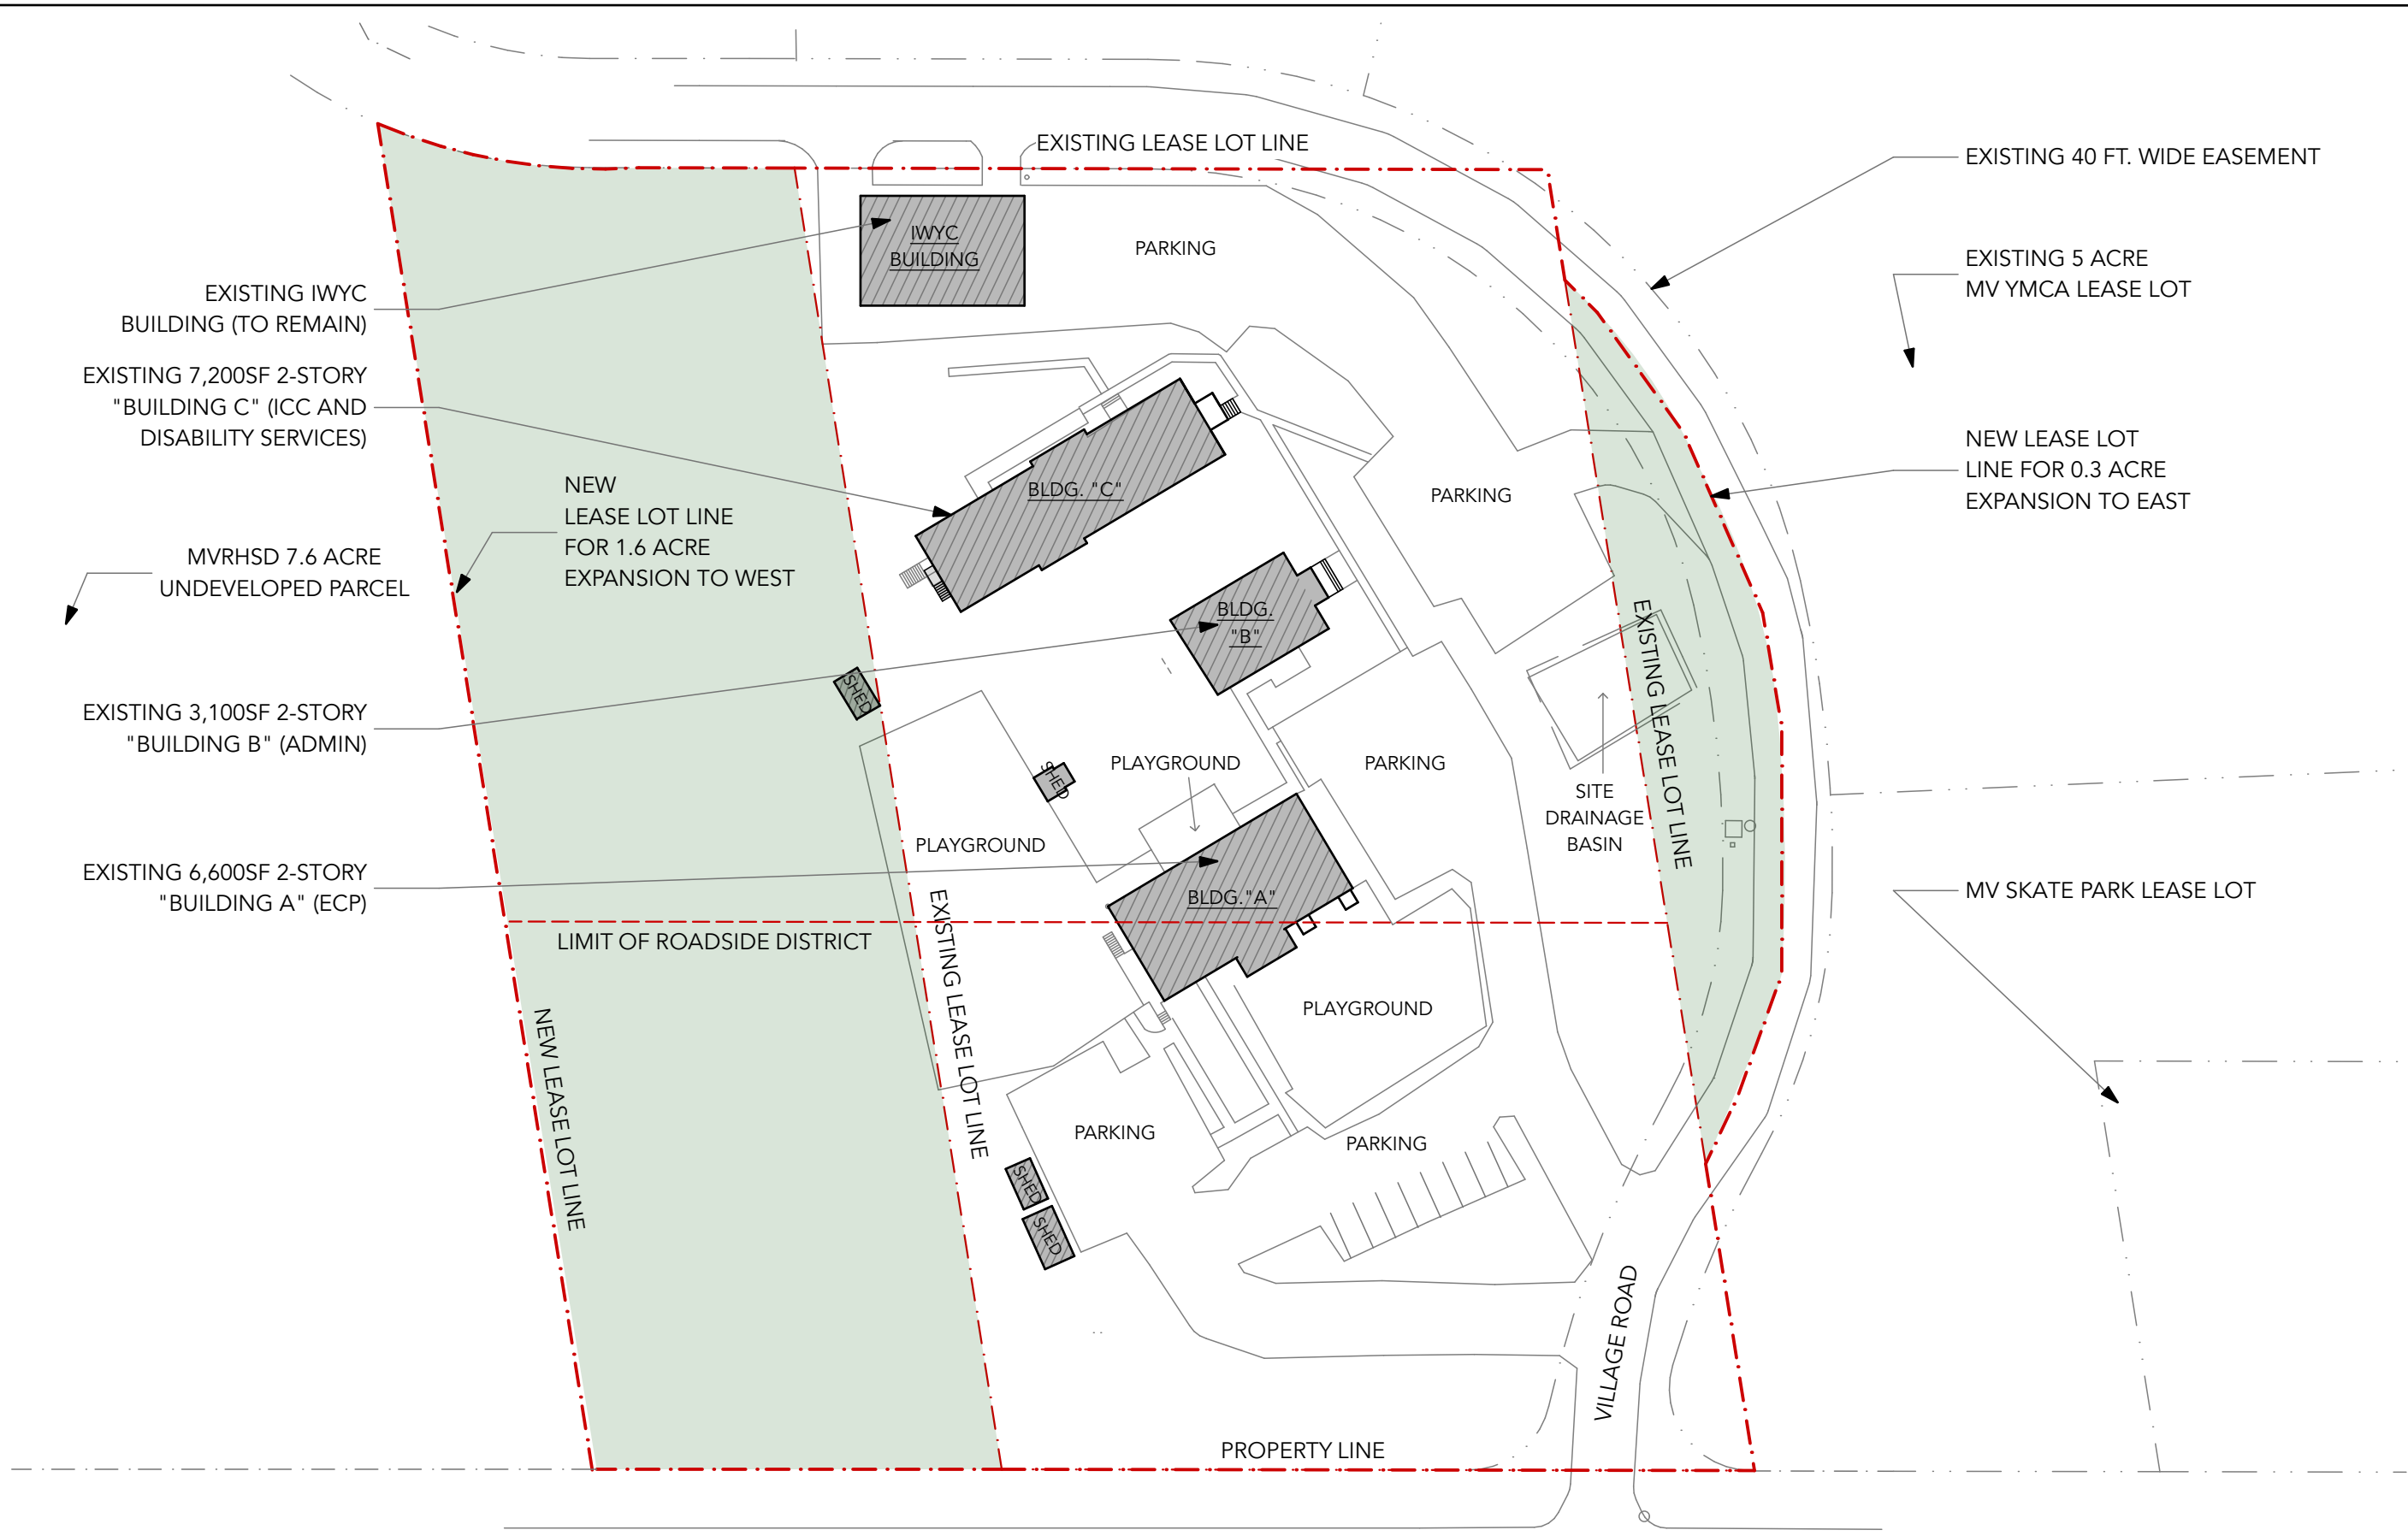 EXISTING LEASE LOT LINE
EXISTING 40 FT. WIDE EASEMENT
IWYC
BUILDING
PARKING
EXISTING 5 ACRE
MV YMCA LEASE LOT
EXISTING IWYC
BUILDING (TO REMAIN)
EXISTING 7,200SF 2-STORY
"BUILDING C" (ICC AND
DISABILITY SERVICES)
NEW LEASE LOT
LINE FOR 0.3 ACRE
EXPANSION TO EAST
NEW
LEASE LOT LINE
FOR 1.6 ACRE
EXPANSION TO WEST
BLDG. "C"
PARKING
MVRHSD 7.6 ACRE
UNDEVELOPED PARCEL
BLDG.
"B"
EXISTING LEASE LOT LINE
SHED
EXISTING 3,100SF 2-STORY
"BUILDING B" (ADMIN)
SHED
PLAYGROUND
PARKING
SITE
DRAINAGE
BASIN
PLAYGROUND
EXISTING 6,600SF 2-STORY
"BUILDING A" (ECP)
BLDG."A"
MV SKATE PARK LEASE LOT
LIMIT OF ROADSIDE DISTRICT
EXISTING LEASE LOT LINE
PLAYGROUND
NEW LEASE LOT LINE
PARKING
PARKING
SHED
SHED
VILLAGE ROAD
PROPERTY LINE